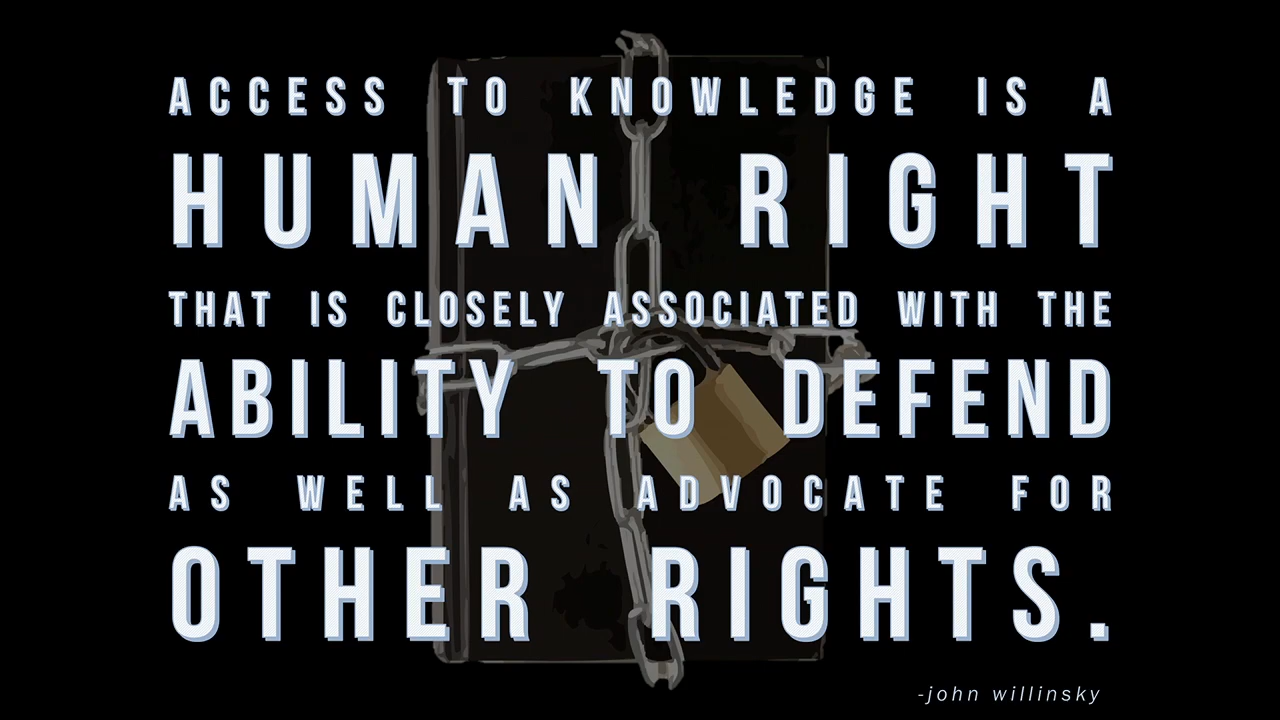 ACCESS TO KNOWLEDGE IS A
HUMAN RIGHT
THAT IS CLOSELY ASSOCIATED WITH THE
ABILITY TO DEFEND
AS WELL AS ADVOCATE FOR
OTHER RIGHTS.
-john willinsky